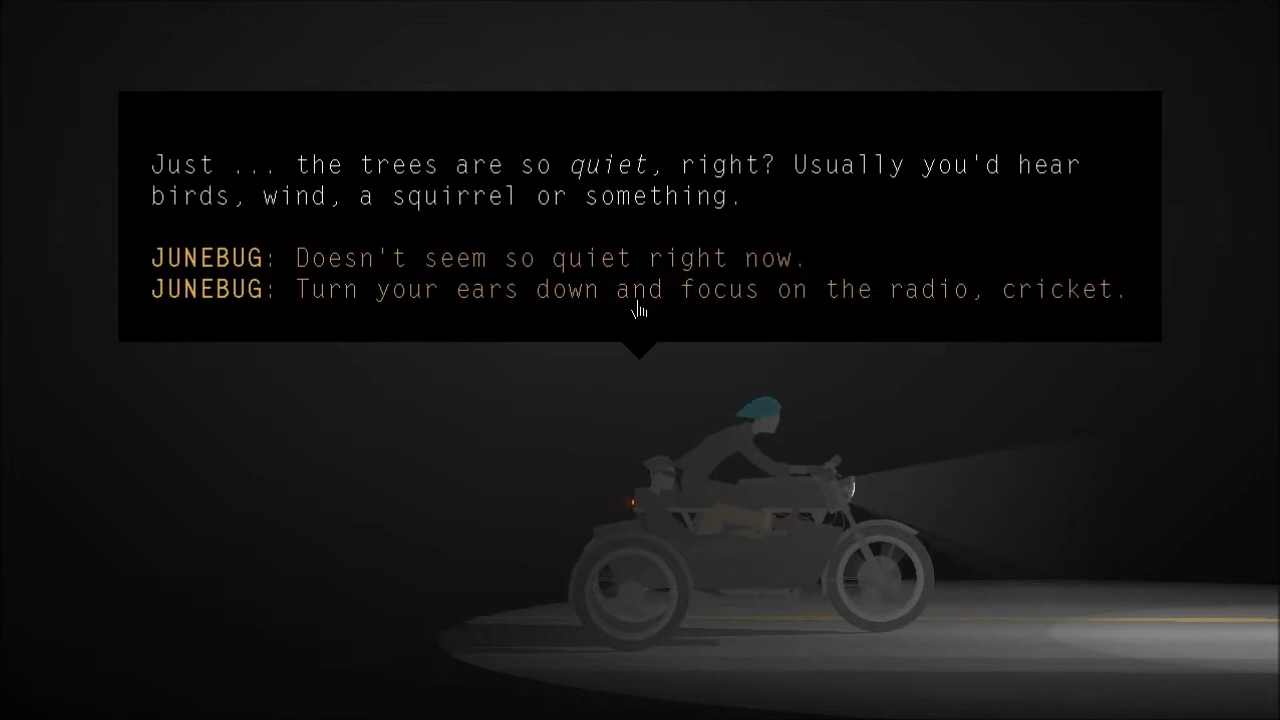 Just ... the trees are so quiet, right? Usually you'd hear
birds, wind, a squirrel or something.
JUNEBUG: Doesn't seem so quiet right now.
JUNEBUG: Turn your ears down and focus on the radio, cricket.